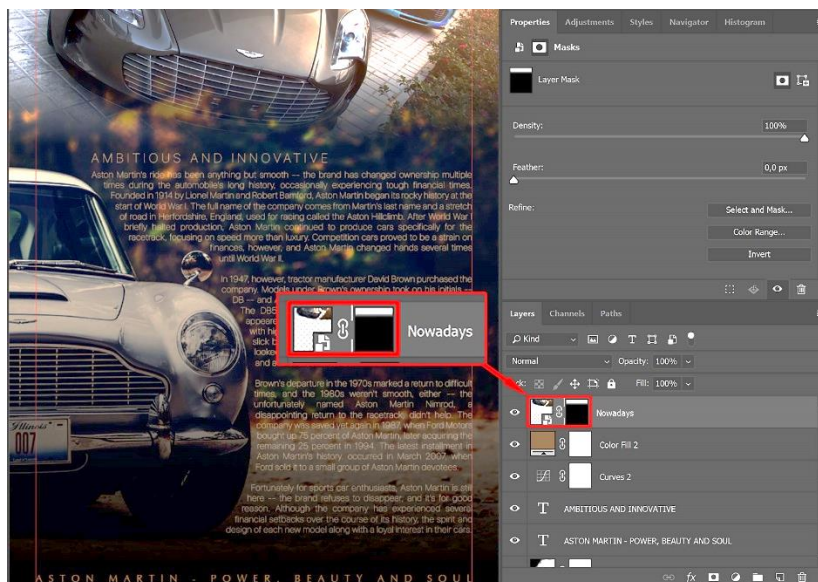 Properties Adjustments Styles Navigator Histogram
Masks
Layer Mask
Density: 100%
Feather: 0,0 px
Refine: Select and Mask...
Color Range...
Invert
Layers Channels Paths
Kind
Normal Opacity: 100%
Fill: 100%
Nowadays
Color Fill 2
Curves 2
T AMBITIOUS AND INNOVATIVE
T ASTON MARTIN - POWER, BEAUTY AND SOUL
fx
AMBITIOUS AND INNOVATIVE
Aston Martin's ride has been anything but smooth -- the brand has changed ownership multiple
times during the automobile's long history, occasionally experiencing tough financial times.
Founded in 1914 by Lionel Martin and Robert Bamford, Aston Martin began its rocky history at the
start of World War I. The full name of the company comes from Martin's last name and a stretch
of road in Herfordshire, England, used for racing called the Aston Hillclimb. After World War I
briefly halted production, Aston Martin continued to produce cars specifically for the
racetrack, focusing on speed more than luxury. Competition cars proved to be a strain on
finances, however, and Aston Martin changed hands several times
until World War II.
In 1947, however, tractor manufacturer David Brown purchased the
company. Models under Brown's ownership took on his initials --
DB -- and
The DB5
appeare
with hi
slick b
looke
and a
Nowadays
Brown's departure in the 1970s marked a return to difficult
times, and the 1980s weren't smooth, either -- the
unfortunately named Aston Martin Nimrod, a
disappointing return to the racetrack, didn't help. The
company was saved yet again in 1987, when Ford Motors
bought up 75 percent of Aston Martin, later acquiring the
remaining 25 percent in 1994. The latest installment in
Aston Martin's history, occurred in March 2007, when
Ford sold it to a small group of Aston Martin devotees.
Fortunately for sports car enthusiasts, Aston Martin is still
here -- the brand refuses to disappear, and it's for good
reason. Although the company has experienced several
financial setbacks over the course of its history, the spirit and
design of each new model along with a loyal interest in their cars.
Illinois
007
ASTON MARTIN - POWER, BEAUTY AND SOUL